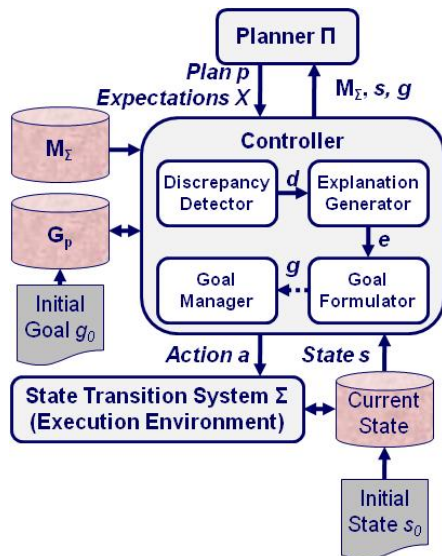 Planner Π
Plan p
Expectations X
M_Σ, s, g
M_Σ
Controller
Discrepancy
Detector
d
Explanation
Generator
G_p
e
Goal
Manager
g
Goal
Formulator
Initial
Goal g_0
Action a
State s
State Transition System Σ
(Execution Environment)
Current
State
Initial
State s_0